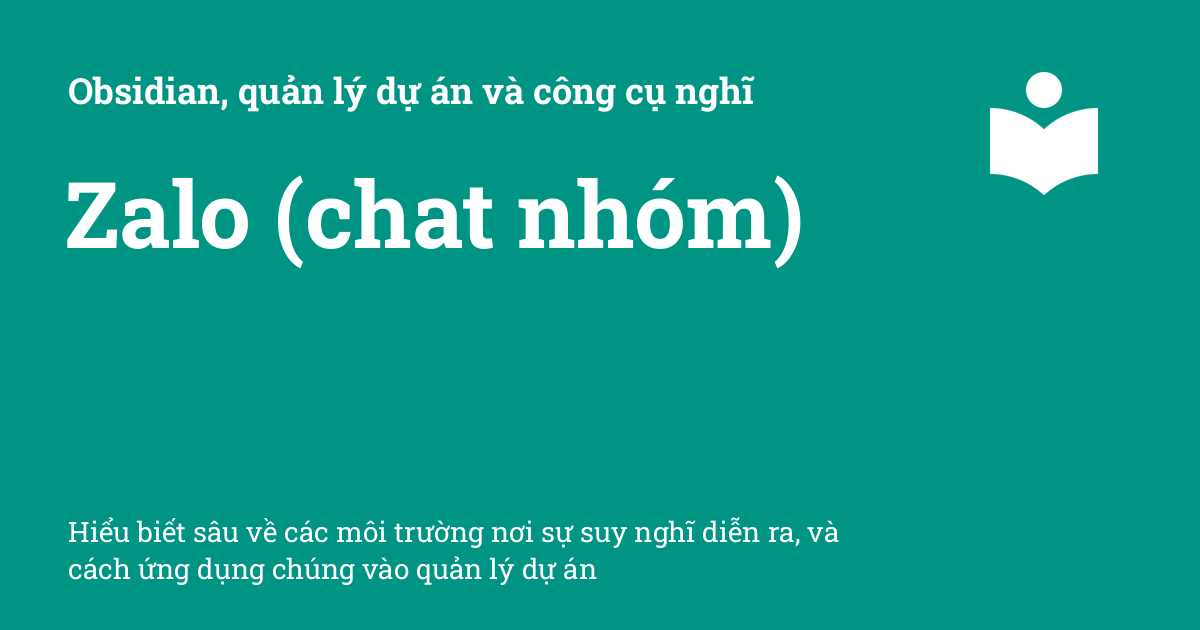 Obsidian, quản lý dự án và công cụ nghĩ
Zalo (chat nhóm)
Hiểu biết sâu về các môi trường nơi sự suy nghĩ diễn ra, và
cách ứng dụng chúng vào quản lý dự án